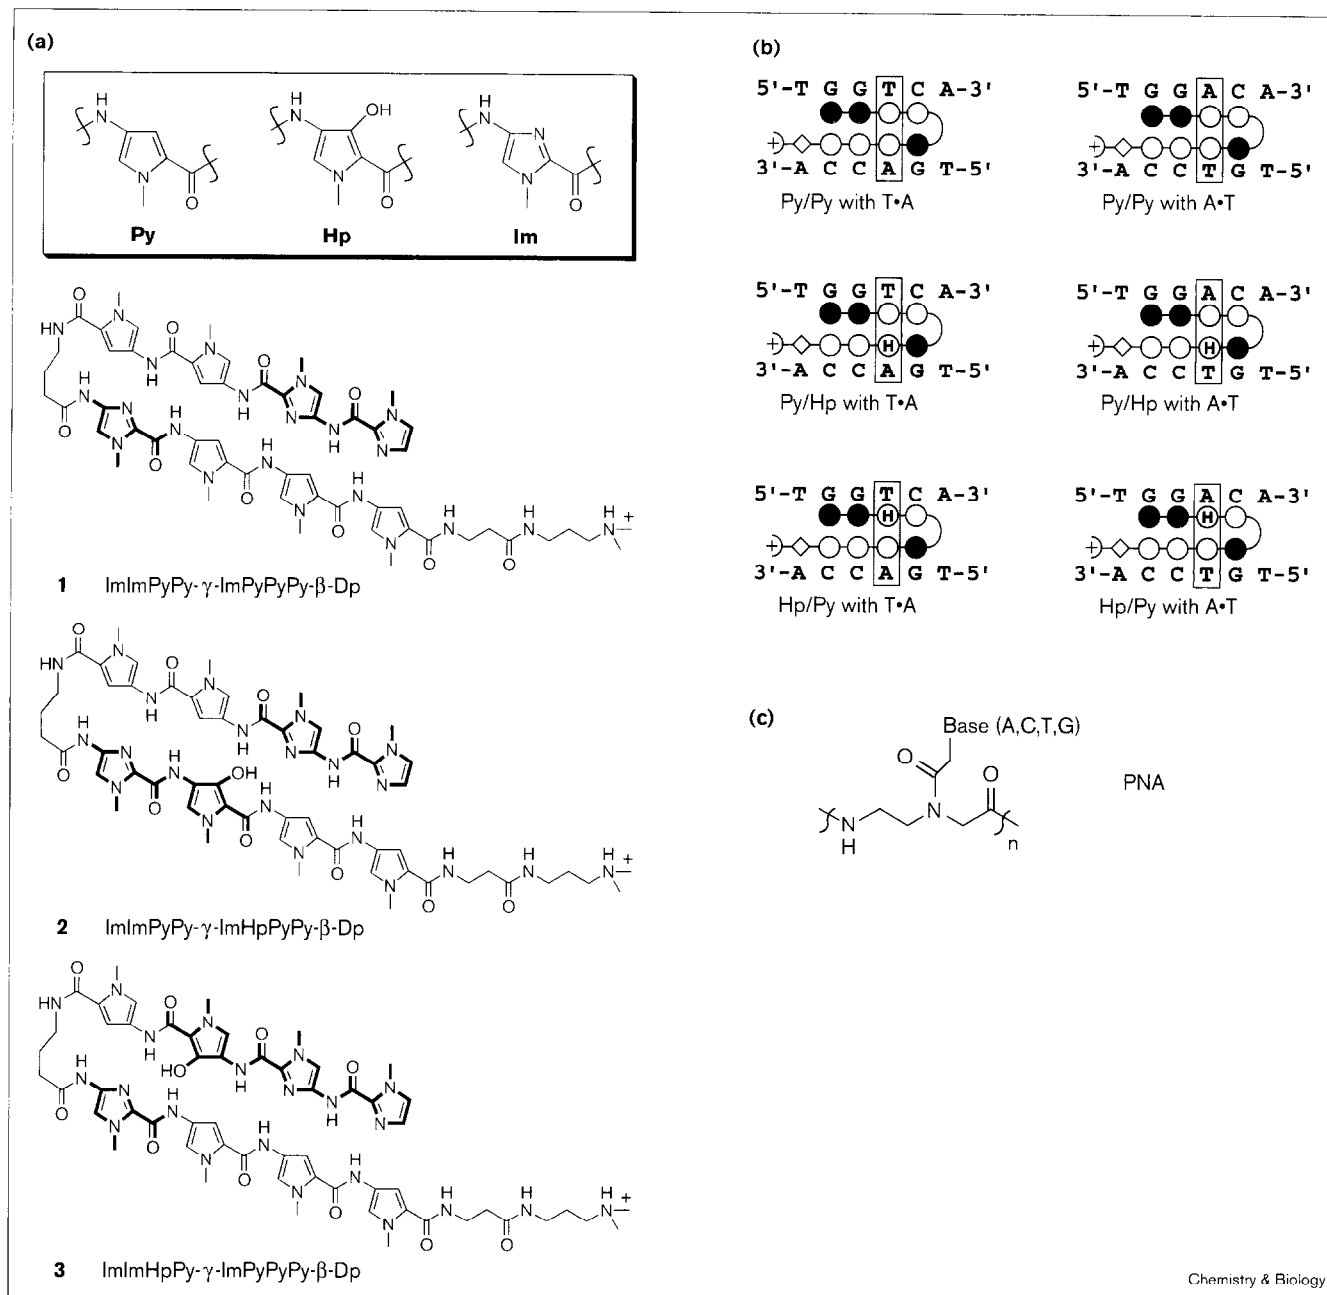 (a)
Py
Hp
Im
1 ImImPyPy-γ-ImPyPyPy-β-Dp
2 ImImPyPy-γ-ImHpPyPy-β-Dp
3 ImImHpPy-γ-ImPyPyPy-β-Dp
(b)
5'-T G G T C A-3'
3'-A C C A G T-5'
Py/Py with T•A
5'-T G G A C A-3'
3'-A C C T G T-5'
Py/Py with A•T
5'-T G G T C A-3'
H
3'-A C C A G T-5'
Py/Hp with T•A
5'-T G G A C A-3'
H
3'-A C C T G T-5'
Py/Hp with A•T
5'-T G G T C A-3'
H
3'-A C C A G T-5'
Hp/Py with T•A
5'-T G G A C A-3'
H
3'-A C C T G T-5'
Hp/Py with A•T
(c)
Base (A,C,T,G)
PNA
n
Chemistry & Biology